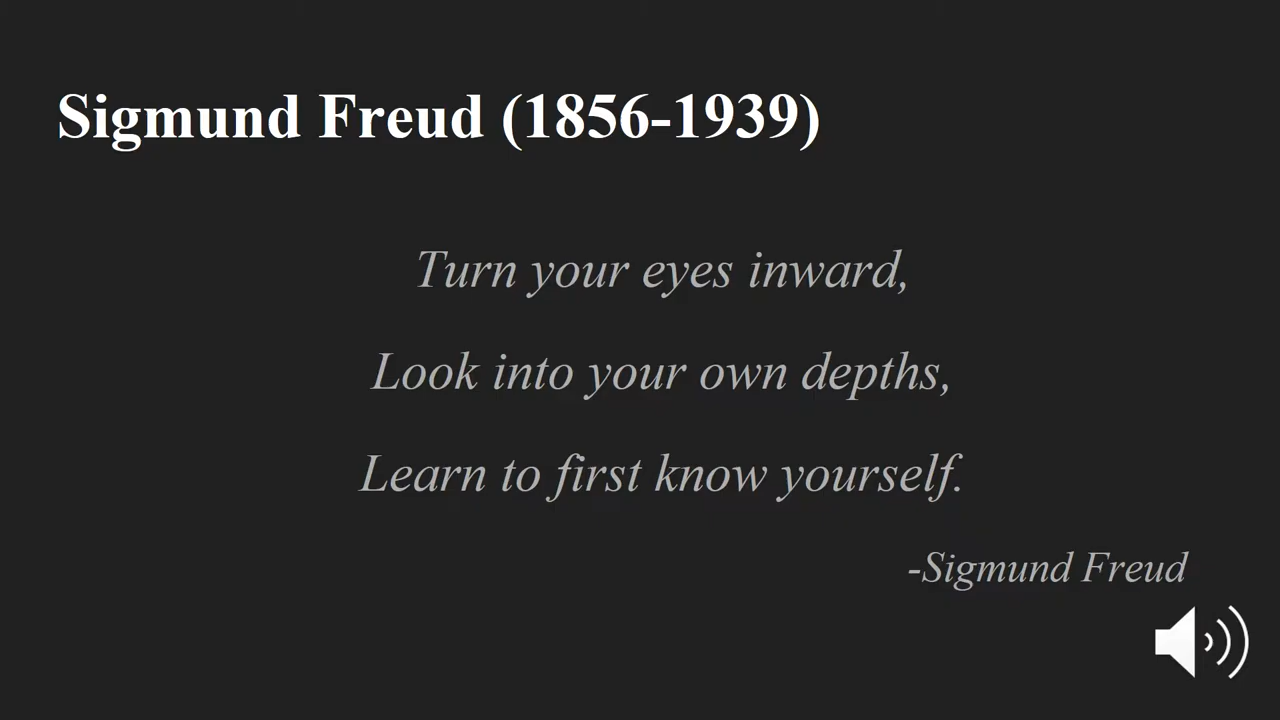 Sigmund Freud (1856-1939)
Turn your eyes inward,
Look into your own depths,
Learn to first know yourself.
-Sigmund Freud